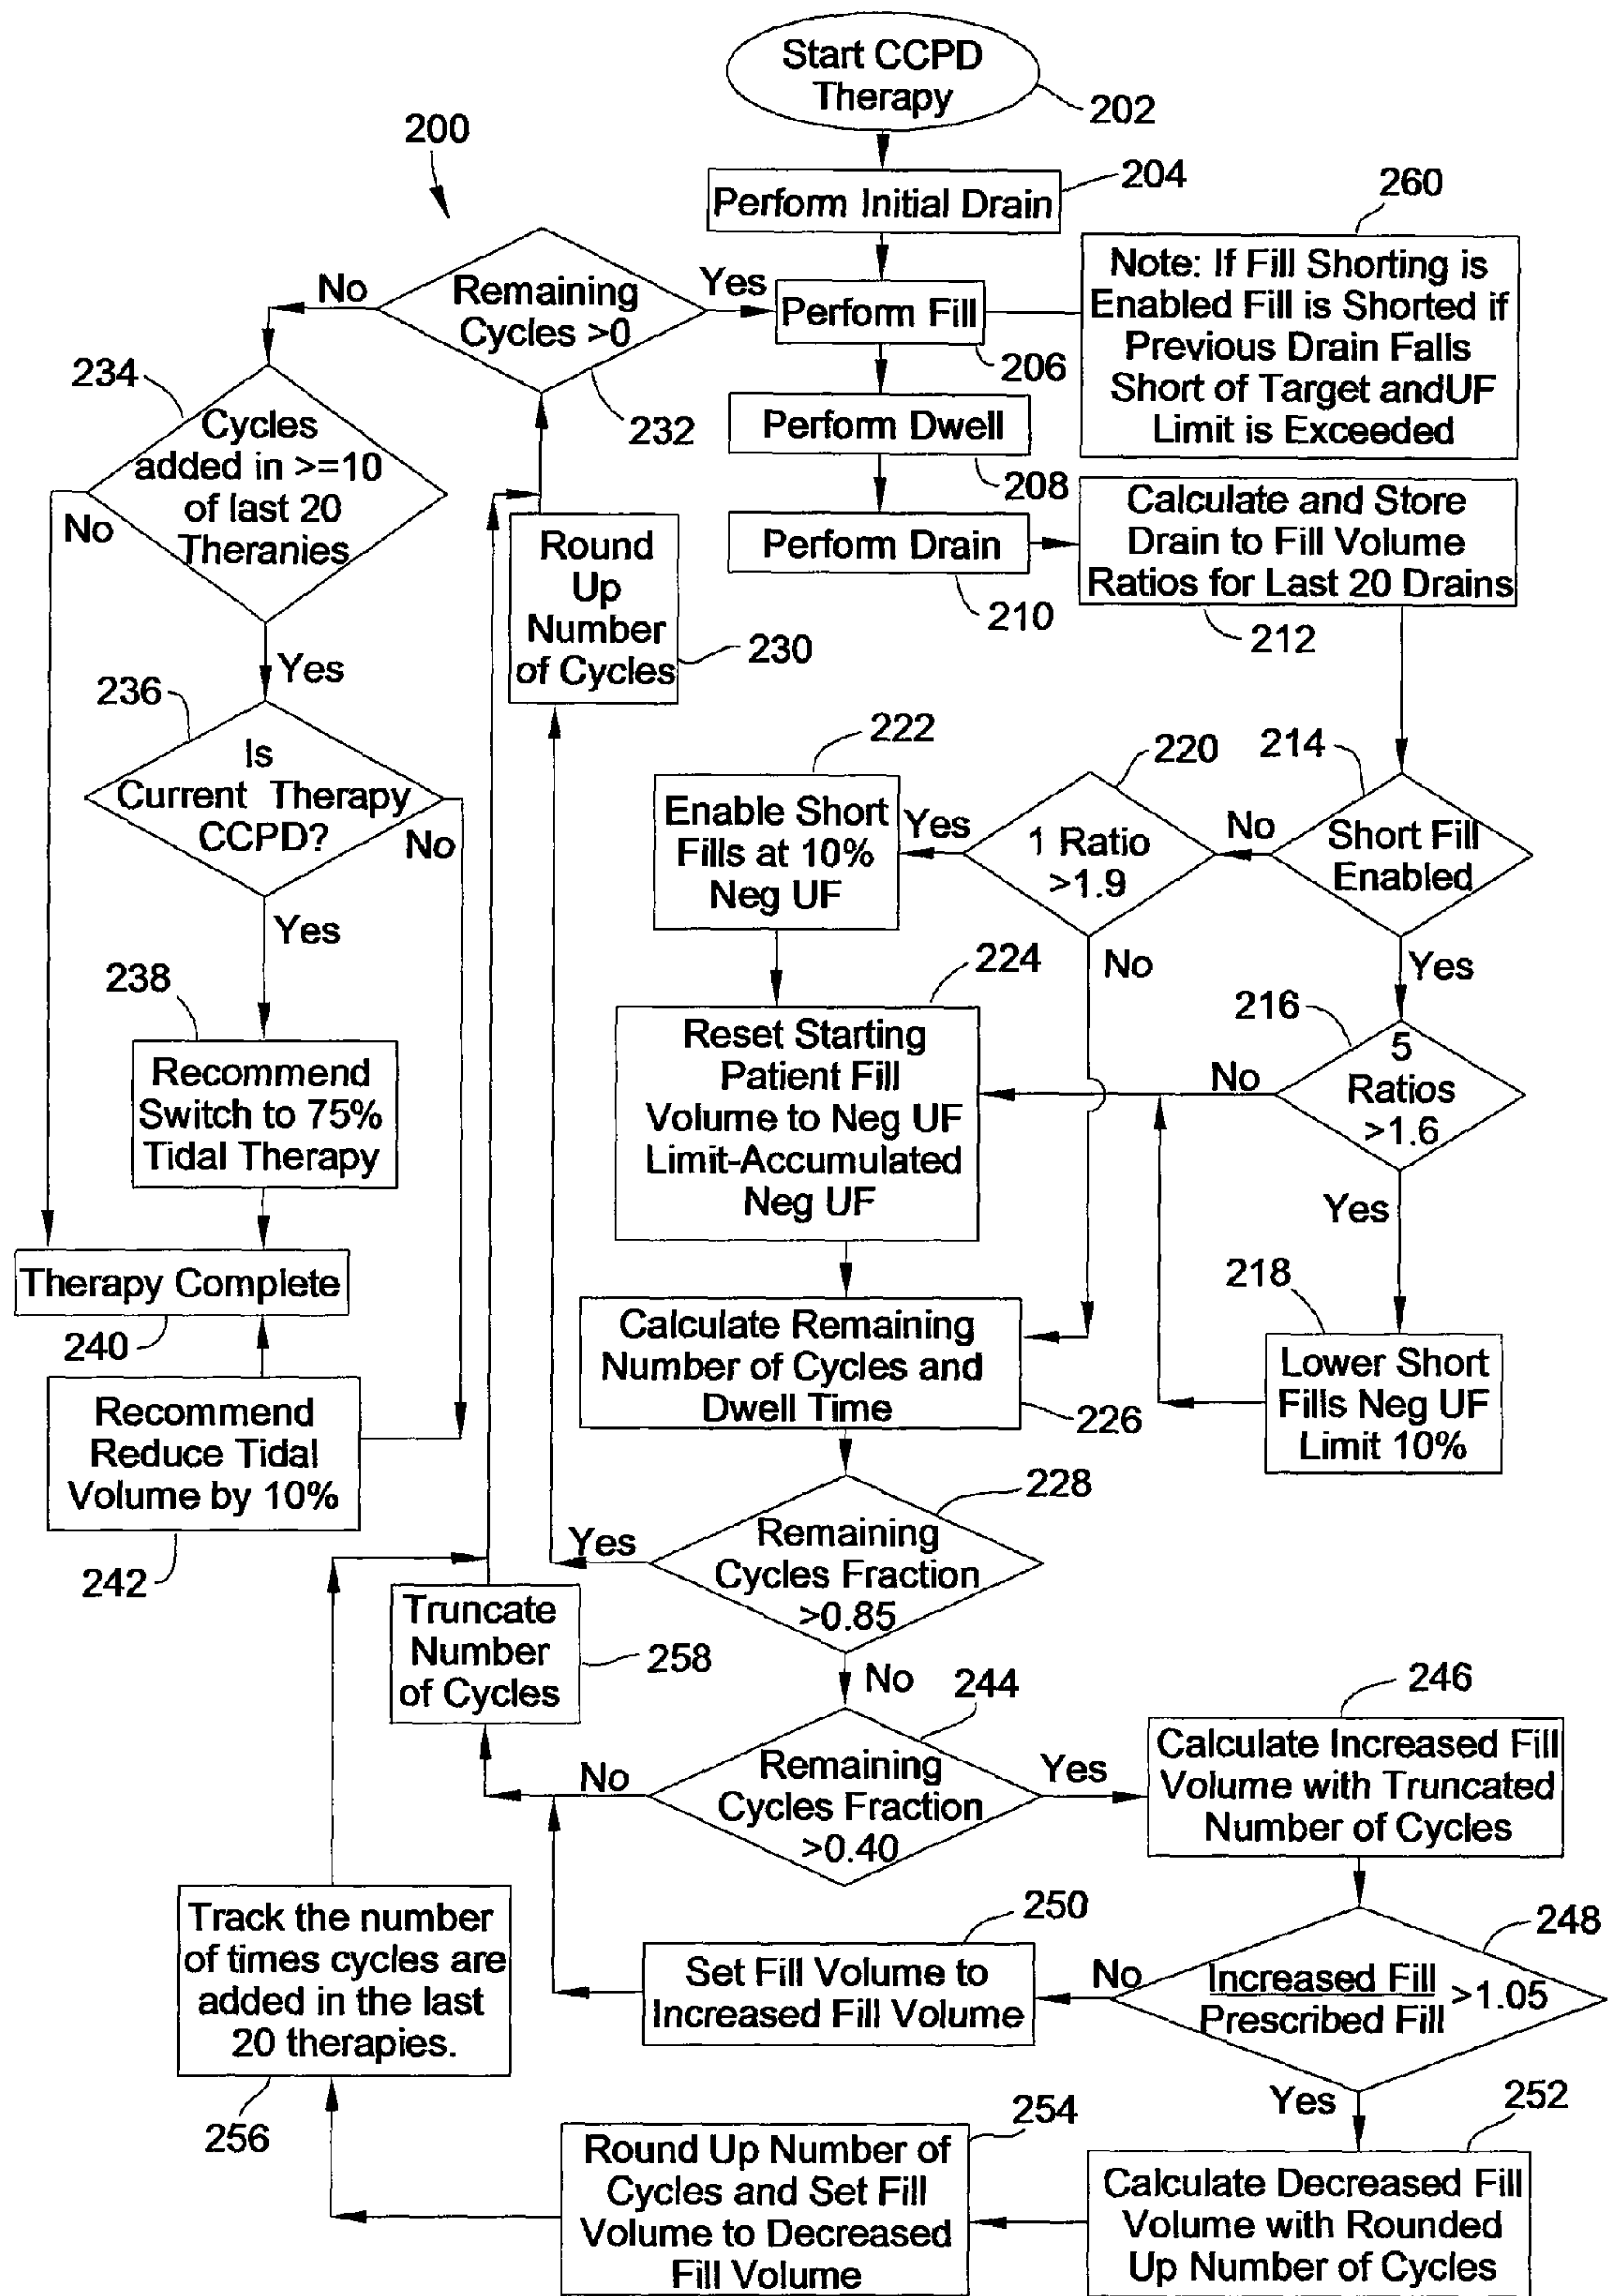 Start CCPD
Therapy
202
200
Perform Initial Drain
204
260
Note: If Fill Shorting is
Enabled Fill is Shorted if
Previous Drain Falls
Short of Target andUF
Limit is Exceeded
No
Remaining
Cycles >0
Yes
232
Perform Fill
206
Perform Dwell
208
Perform Drain
210
Calculate and Store
Drain to Fill Volume
Ratios for Last 20 Drains
212
234
Cycles
added in >=10
of last 20
Theranies
No
Yes
Round
Up
Number
of Cycles
230
236
Is
Current Therapy
CCPD?
No
Yes
222
Enable Short
Fills at 10%
Neg UF
Yes
220
1 Ratio
>1.9
No
No
214
Short Fill
Enabled
Yes
238
Recommend
Switch to 75%
Tidal Therapy
224
Reset Starting
Patient Fill
Volume to Neg UF
Limit-Accumulated
Neg UF
216
5
Ratios
>1.6
No
Yes
Therapy Complete
240
218
Lower Short
Fills Neg UF
Limit 10%
Calculate Remaining
Number of Cycles and
Dwell Time
226
Recommend
Reduce Tidal
Volume by 10%
242
228
Remaining
Cycles Fraction
>0.85
Yes
No
Truncate
Number
of Cycles
258
244
Remaining
Cycles Fraction
>0.40
No
Yes
246
Calculate Increased Fill
Volume with Truncated
Number of Cycles
248
Increased Fill
Prescribed Fill
>1.05
No
Yes
250
Set Fill Volume to
Increased Fill Volume
Track the number
of times cycles are
added in the last
20 therapies.
256
254
Round Up Number of
Cycles and Set Fill
Volume to Decreased
Fill Volume
252
Calculate Decreased Fill
Volume with Rounded
Up Number of Cycles